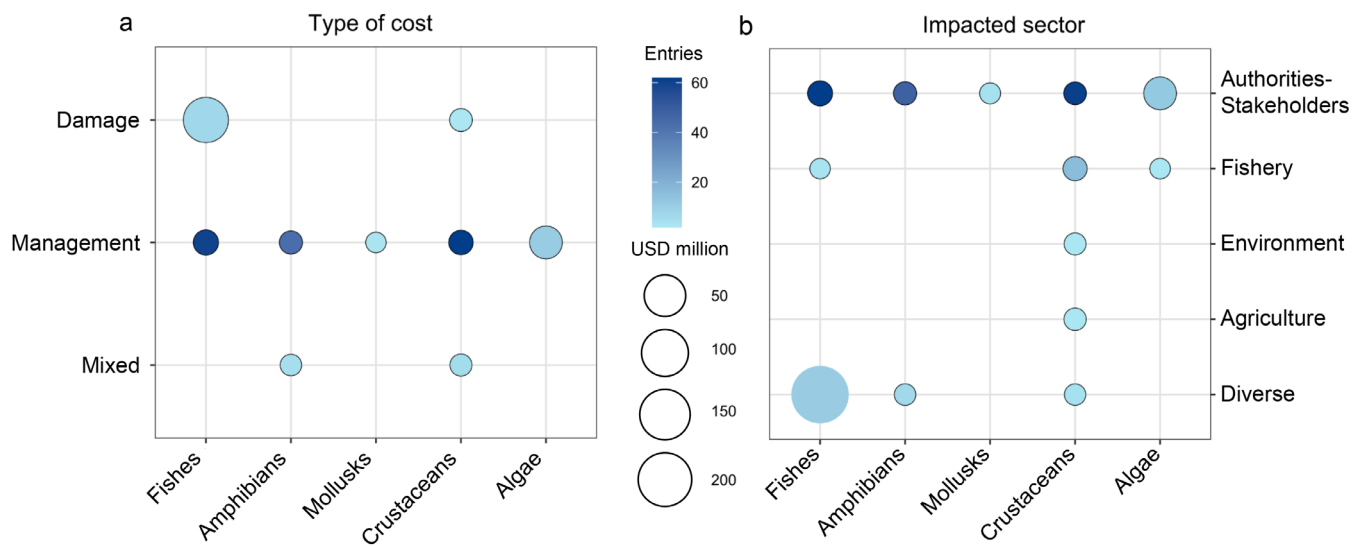 a
Type of cost
Damage
Management
Mixed
Fishes
Amphibians
Mollusks
Crustaceans
Algae
Entries
60
40
20
USD million
50
100
150
200
b
Impacted sector
Authorities-
Stakeholders
Fishery
Environment
Agriculture
Diverse
Fishes
Amphibians
Mollusks
Crustaceans
Algae